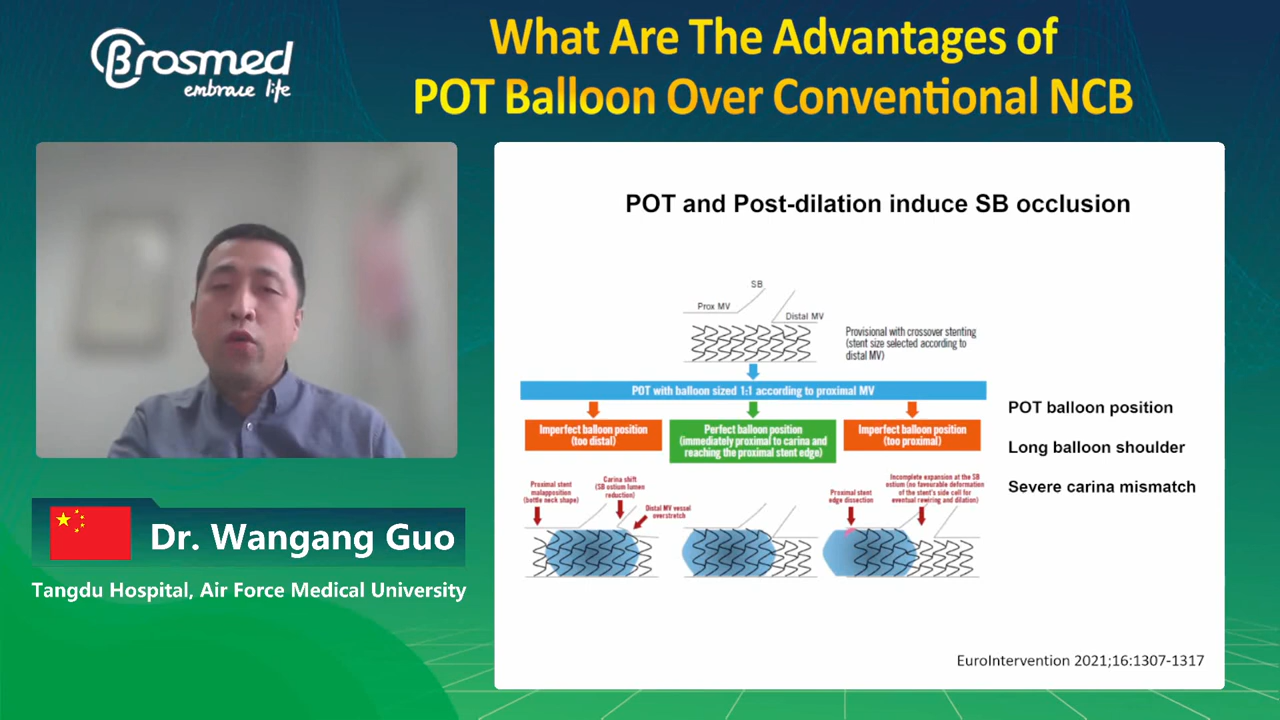 Brosmed
embrace life
What Are The Advantages of
POT Balloon Over Conventional NCB
POT and Post-dilation induce SB occlusion
SB
Prox MV
Distal MV
Provisional with crossover stenting
(stent size selected according to
distal MV)
POT with balloon sized 1:1 according to proximal MV
Imperfect balloon position
(too distal)
Perfect balloon position
(immediately proximal to carina and
reaching the proximal stent edge)
Imperfect balloon position
(too proximal)
Proximal stent
malapposition
(bottle neck shape)
Carina shift
(SB ostium lumen
reduction)
Distal MV vessel
overstretch
Proximal stent
edge dissection
Incomplete expansion at the SB
ostium (no favourable deformation
of the stent's side cell for
eventual rewiring and dilation)
POT balloon position
Long balloon shoulder
Severe carina mismatch
EuroIntervention 2021;16:1307-1317
Dr. Wangang Guo
Tangdu Hospital, Air Force Medical University